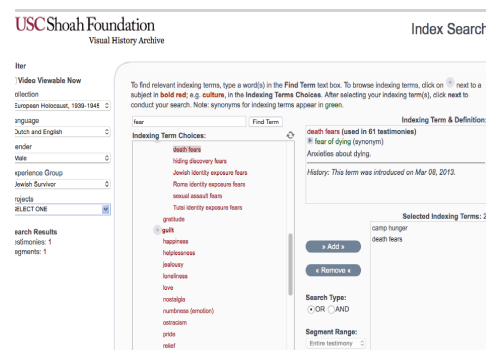 USC Shoah Foundation
Visual History Archive
Index Search
lter
Video Viewable Now
ollection
European Holocaust, 1939-1945
anguage
Dutch and English
ender
Male
xperience Group
Jewish Survivor
rojects
SELECT ONE
earch Results
estimonies: 1
egments: 1
To find relevant indexing terms, type a word(s) in the Find Term text box. To browse indexing terms, click on + next to a
subject in bold red; e.g. culture, in the Indexing Terms Choices. After selecting your indexing term(s), click next to
conduct your search. Note: synonyms for indexing terms appear in green.
fear
Find Term
Indexing Term Choices:
death fears
hiding discovery fears
Jewish identity exposure fears
Roma identity exposure fears
sexual assault fears
Tutsi identity exposure fears
gratitude
guilt
happiness
helplessness
jealousy
loneliness
love
nostalgia
numbness (emotion)
ostracism
pride
relief
Indexing Term & Definition:
death fears (used in 61 testimonies)
fear of dying (synonym)
Anxieties about dying.
History: This term was introduced on Mar 08, 2013.
Selected Indexing Terms: 2
camp hunger
death fears
» Add »
« Remove «
Search Type:
OR AND
Segment Range:
Entire testimony